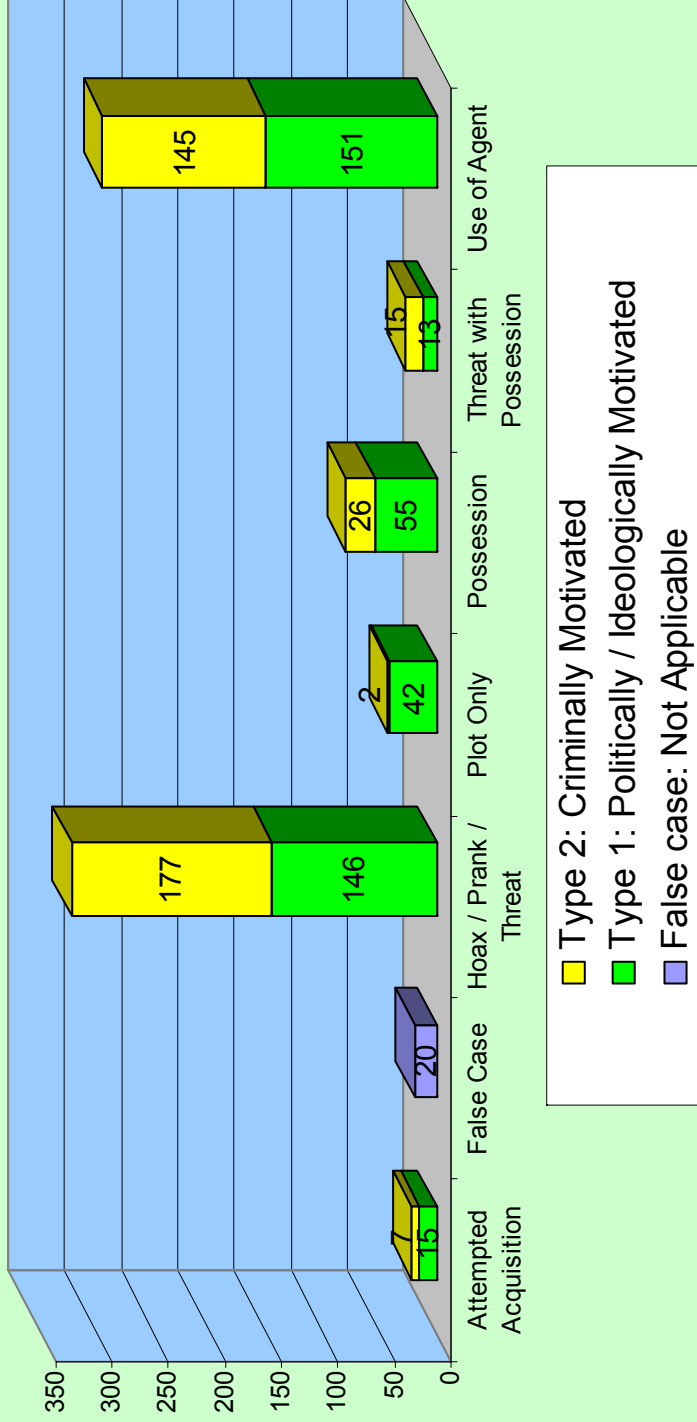 350
300
250
200
150
100
50
0
7
15
20
177
146
2
42
26
55
15
13
145
151
Attempted
Acquisition
False Case
Hoax / Prank /
Threat
Plot Only
Possession
Threat with
Possession
Use of Agent
Type 2: Criminally Motivated
Type 1: Politically / Ideologically Motivated
False case: Not Applicable